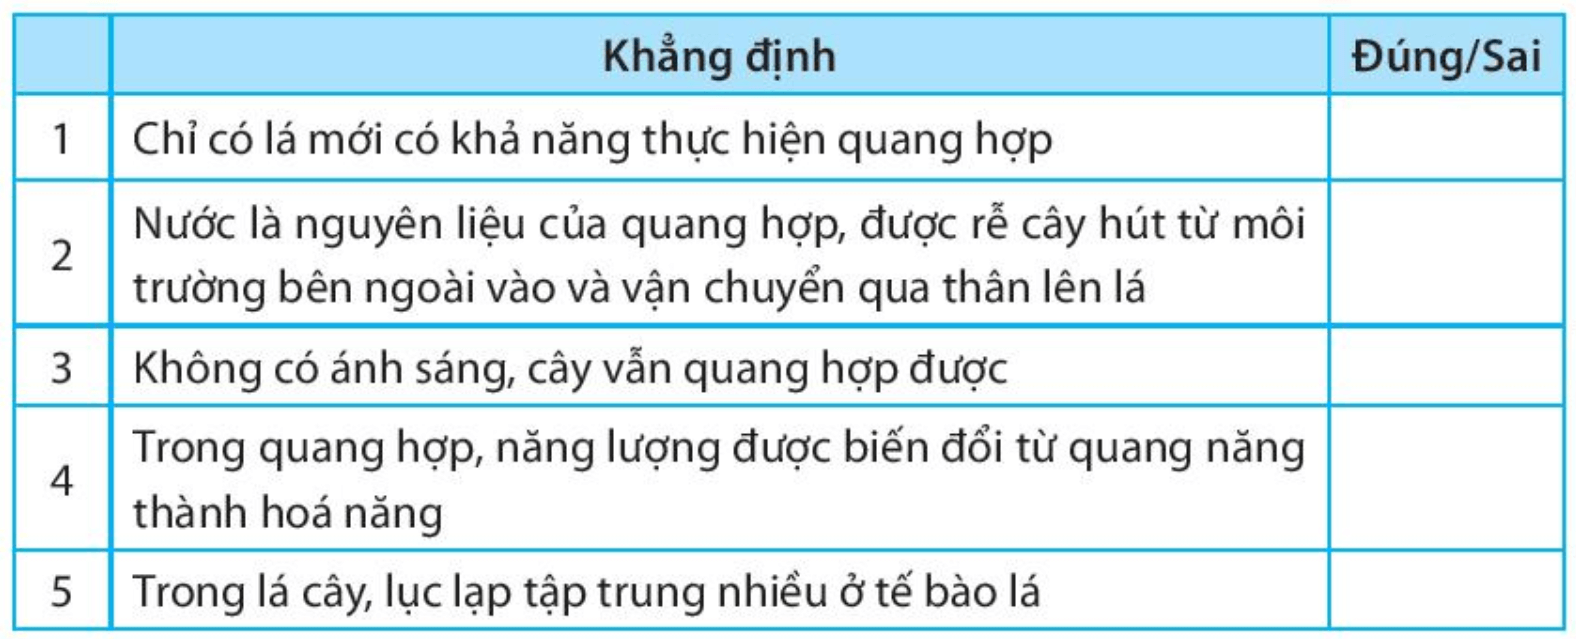 Khẳng định Đúng/Sai
1 Chỉ có lá mới có khả năng thực hiện quang hợp
2 Nước là nguyên liệu của quang hợp, được rễ cây hút từ môi
trường bên ngoài vào và vận chuyển qua thân lên lá
3 Không có ánh sáng, cây vẫn quang hợp được
4 Trong quang hợp, năng lượng được biến đổi từ quang năng
thành hoá năng
5 Trong lá cây, lục lạp tập trung nhiều ở tế bào lá